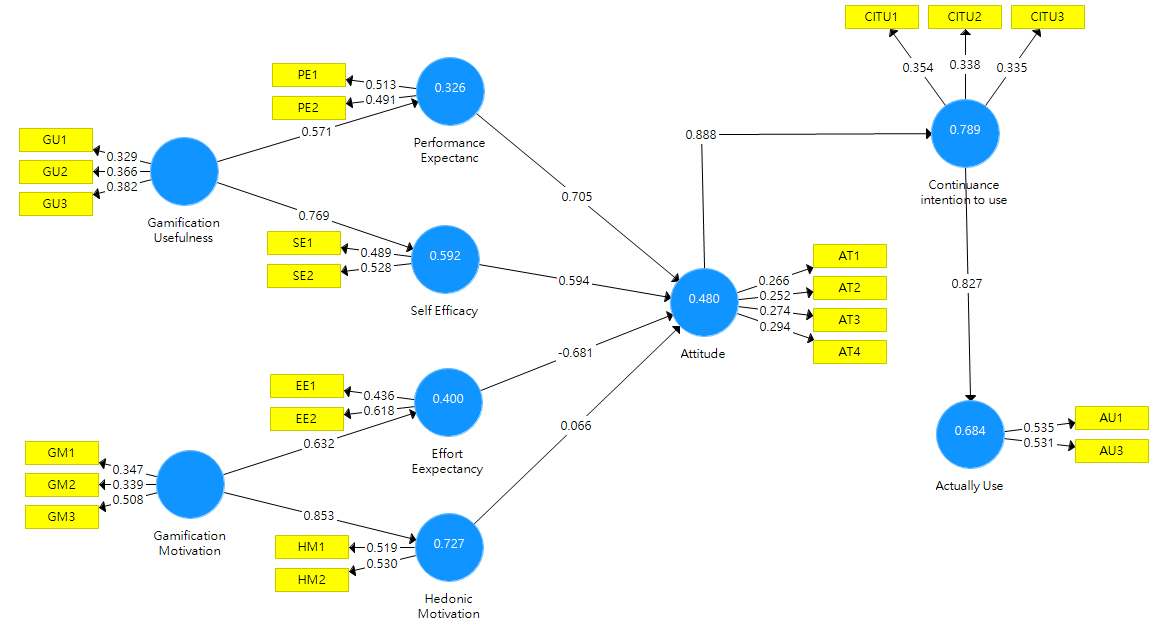 CITU1
CITU2
CITU3
0.354
0.338
0.335
0.789
Continuance
intention to use
PE1
PE2
0.513
0.491
0.326
Performance
Expectanc
0.571
GU1
GU2
GU3
0.329
0.366
0.382
Gamification
Usefulness
0.769
0.888
0.705
SE1
SE2
0.489
0.528
0.592
Self Efficacy
0.594
0.480
Attitude
0.266
0.252
0.274
0.294
AT1
AT2
AT3
AT4
0.827
-0.681
EE1
EE2
0.436
0.618
0.400
Effort
Eexpectancy
0.632
0.066
GM1
GM2
GM3
0.347
0.339
0.508
Gamification
Motivation
0.853
HM1
HM2
0.519
0.530
0.727
Hedonic
Motivation
0.684
Actually Use
0.535
0.531
AU1
AU3